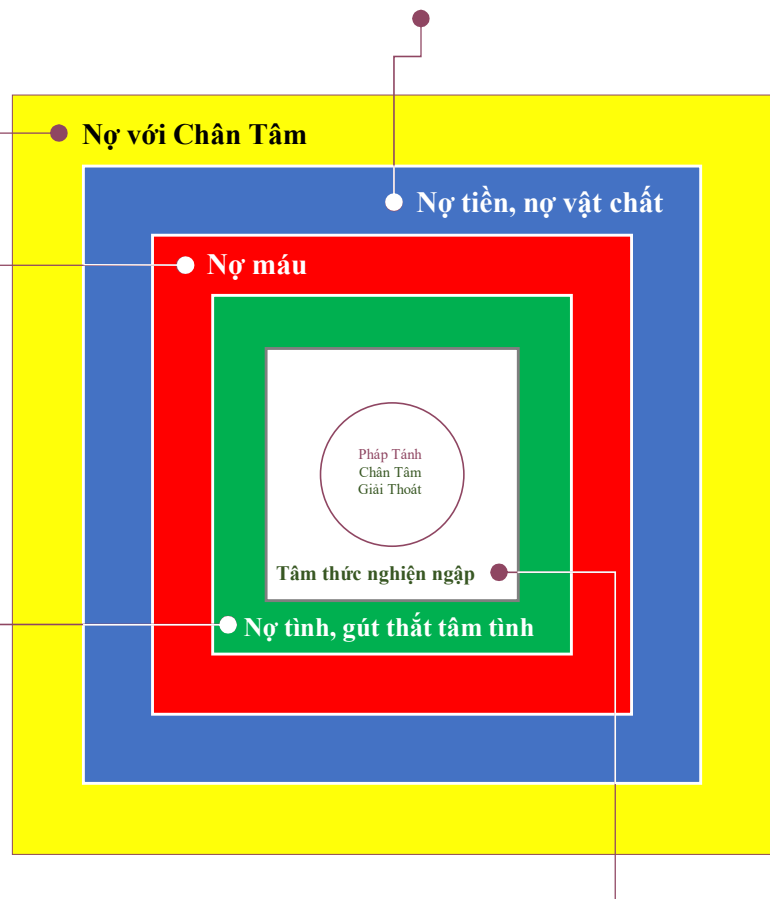 Nợ với Chân Tâm
Nợ tiền, nợ vật chất
Nợ máu
Pháp Tánh
Chân Tâm
Giải Thoát
Tâm thức nghiện ngập
Nợ tình, gút thắt tâm tình